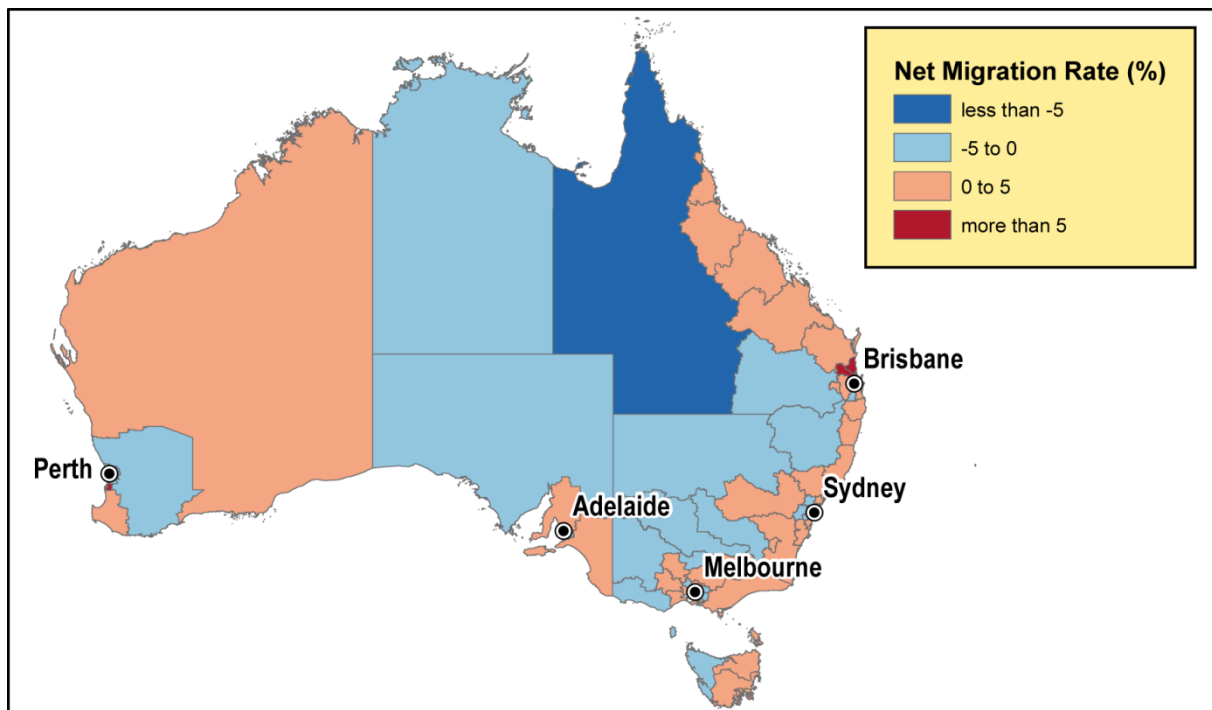 Net Migration Rate (%)
less than -5
-5 to 0
0 to 5
more than 5
Brisbane
Perth
Sydney
Adelaide
Melbourne